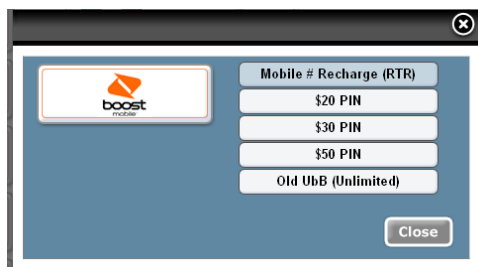 boost
mobile
Mobile # Recharge (RTR)
$20 PIN
$30 PIN
$50 PIN
Old UbB (Unlimited)
Close